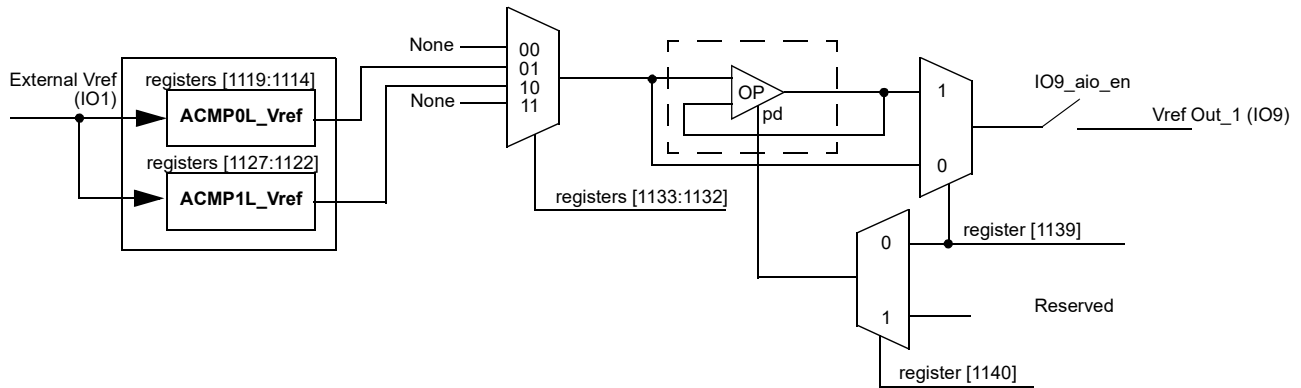 External Vref
(IO1)
registers [1119:1114]
ACMP0L_Vref
registers [1127:1122]
ACMP1L_Vref
None
00
01
10
None
11
registers [1133:1132]
OP
pd
1
0
IO9_aio_en
Vref Out_1 (IO9)
0
register [1139]
1
Reserved
register [1140]